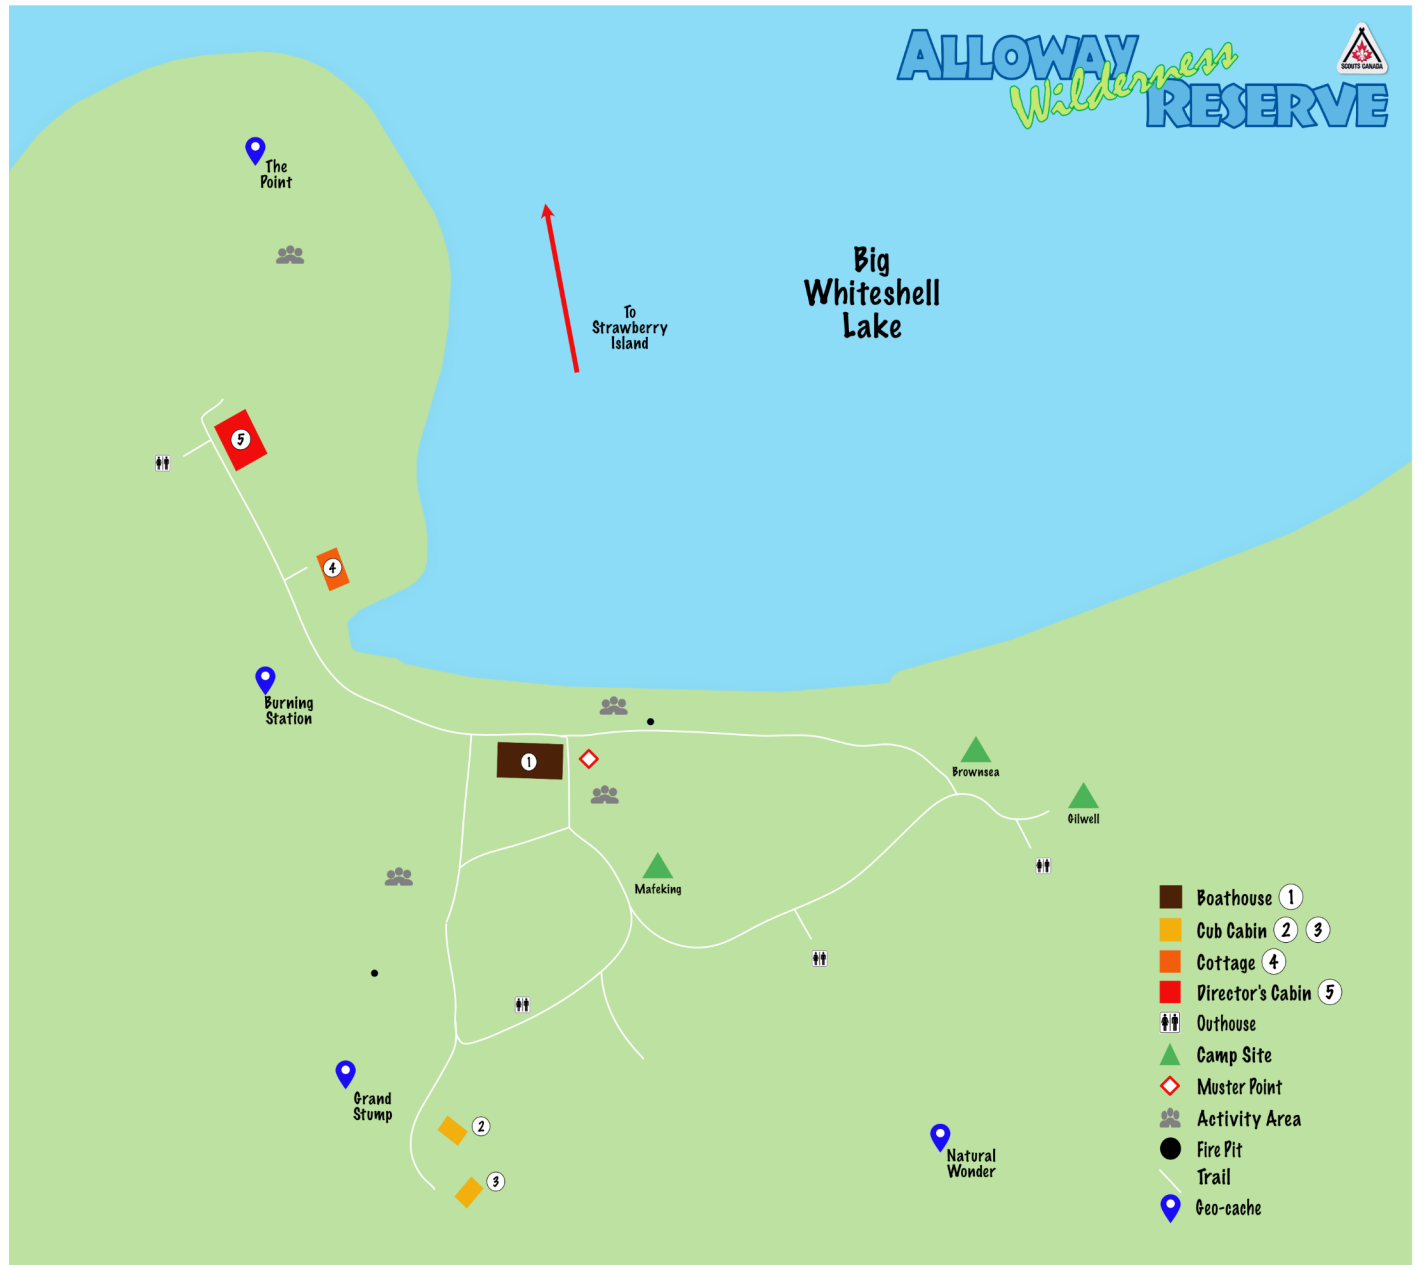 ALLOWAY
Wilderness
RESERVE
SCOUTS CANADA
The
Point
To
Strawberry
Island
Big
Whiteshell
Lake
5
4
Burning
Station
1
Brownsea
Gilwell
Mafeking
Grand
Stump
2
3
Natural
Wonder
Boathouse 1
Cub Cabin 2 3
Cottage 4
Director's Cabin 5
Outhouse
Camp Site
Muster Point
Activity Area
Fire Pit
Trail
Geo-cache